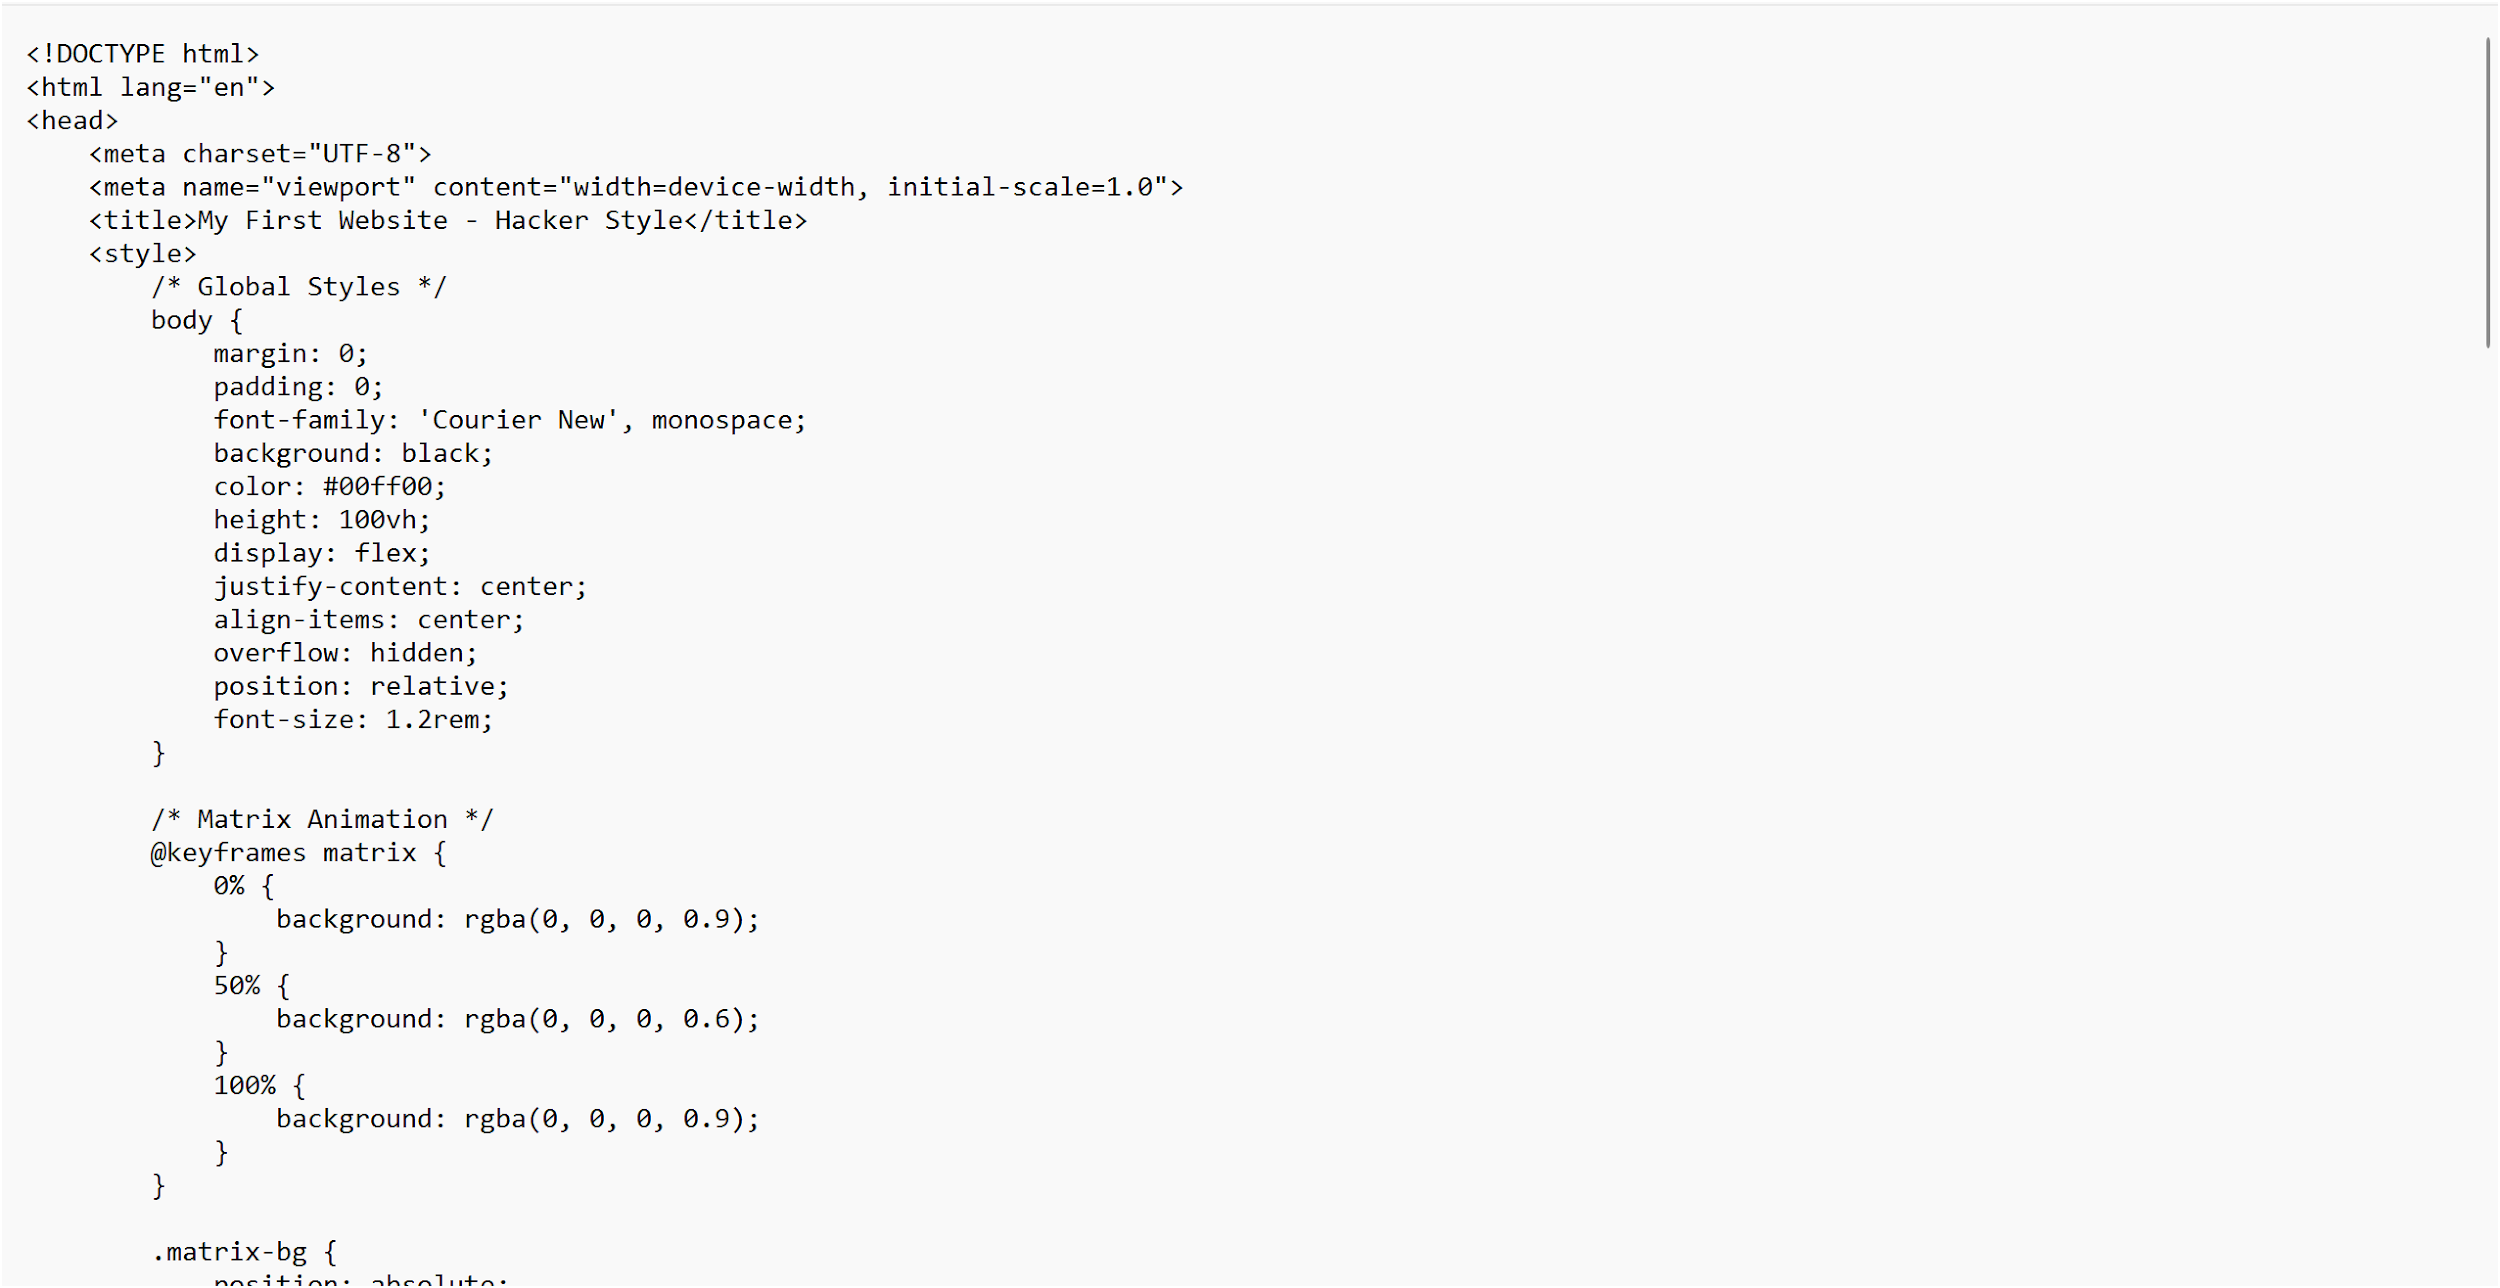 <!DOCTYPE html>
<html lang="en">
<head>
    <meta charset="UTF-8">
    <meta name="viewport" content="width=device-width, initial-scale=1.0">
    <title>My First Website - Hacker Style</title>
    <style>
        /* Global Styles */
        body {
            margin: 0;
            padding: 0;
            font-family: 'Courier New', monospace;
            background: black;
            color: #00ff00;
            height: 100vh;
            display: flex;
            justify-content: center;
            align-items: center;
            overflow: hidden;
            position: relative;
            font-size: 1.2rem;
        }

        /* Matrix Animation */
        @keyframes matrix {
            0% {
                background: rgba(0, 0, 0, 0.9);
            }
            50% {
                background: rgba(0, 0, 0, 0.6);
            }
            100% {
                background: rgba(0, 0, 0, 0.9);
            }
        }

        .matrix-bg {
            position: absolute;